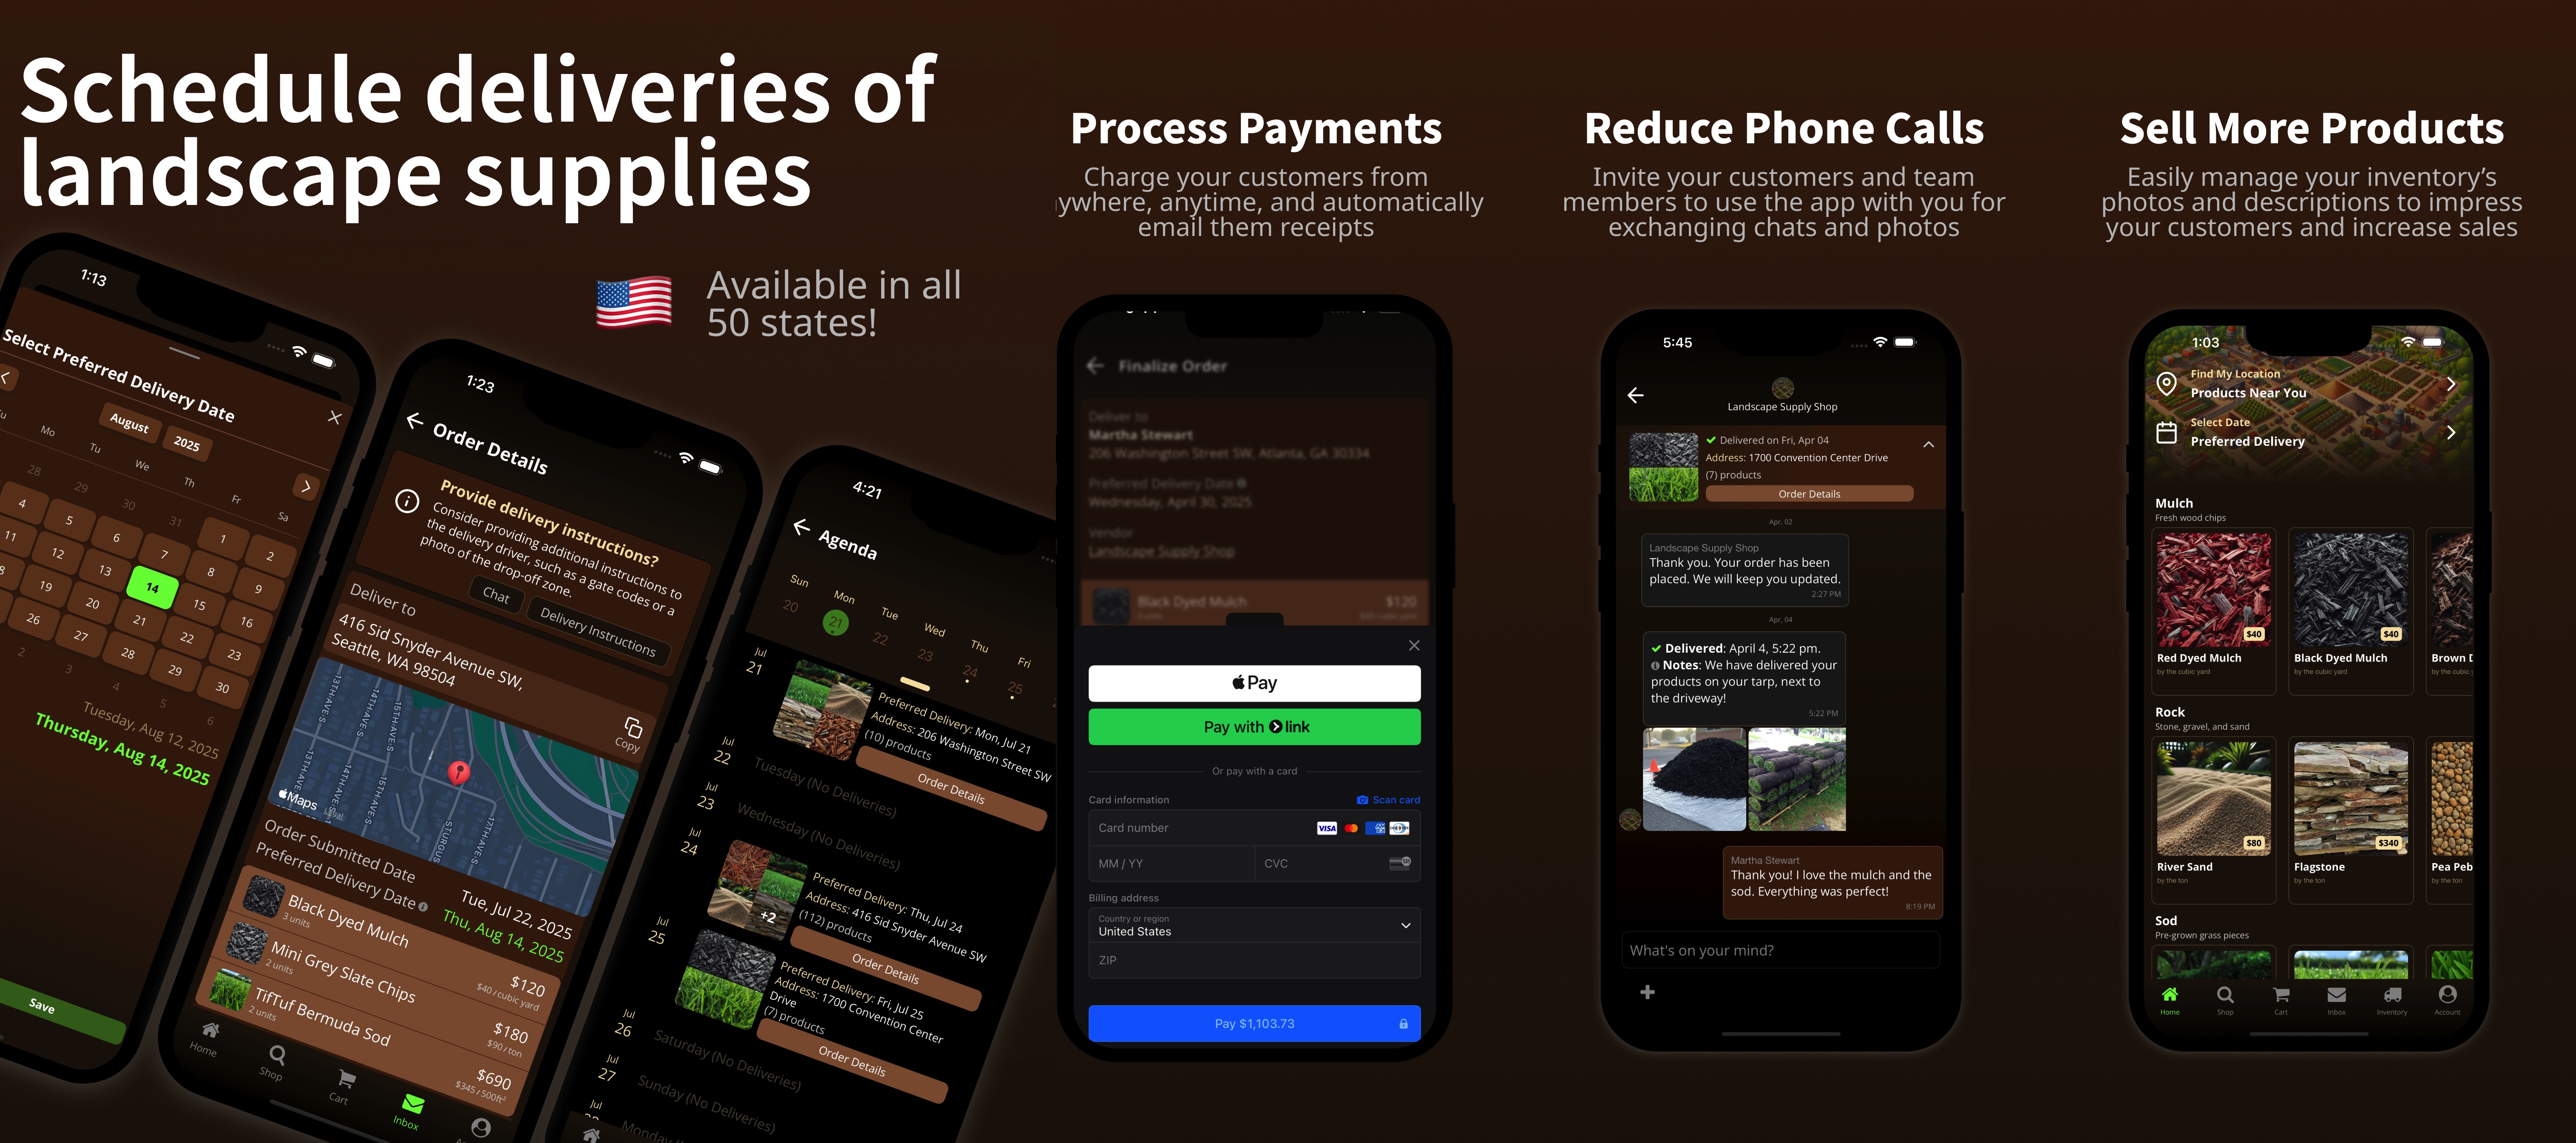 Schedule deliveries of
landscape supplies
Available in all
50 states!
1:13
Select Preferred Delivery Date
August
2025
Mo
Tu
We
Th
Fr
Sa
28
29
30
31
1
2
4
5
6
7
8
9
11
12
13
14
15
16
19
20
21
22
23
26
27
28
29
30
2
3
4
5
6
Tuesday, Aug 12, 2025
Thursday, Aug 14, 2025
Save
1:23
Order Details
Provide delivery instructions?
Consider providing additional instructions to
the delivery driver, such as a gate codes or a
photo of the drop-off zone.
Chat
Delivery Instructions
Deliver to
416 Sid Snyder Avenue SW,
Seattle, WA 98504
Copy
13TH AVE S
14TH AVE S
15TH AVE S
16TH AVE S
17TH AVE S
STURGUS
Maps
Legal
Order Submitted Date
Tue, Jul 22, 2025
Preferred Delivery Date
Thu, Aug 14, 2025
Black Dyed Mulch
3 units
$120
$40 / cubic yard
Mini Grey Slate Chips
2 units
$180
$90 / ton
TifTuf Bermuda Sod
2 units
$690
$345 / 500ft²
Home
Shop
Cart
Inbox
4:21
Agenda
Sun
Mon
Tue
Wed
Thu
Fri
20
21
22
23
24
25
Jul
21
Preferred Delivery: Mon, Jul 21
Address: 206 Washington Street SW
(10) products
Order Details
Jul
22
Tuesday (No Deliveries)
Jul
23
Wednesday (No Deliveries)
Jul
24
+2
Preferred Delivery: Thu, Jul 24
Address: 416 Sid Snyder Avenue SW
(112) products
Order Details
Jul
25
Preferred Delivery: Fri, Jul 25
Address: 1700 Convention Center
Drive
(7) products
Order Details
Jul
26
Saturday (No Deliveries)
Jul
27
Sunday (No Deliveries)
Jul
Monday
Process Payments
Charge your customers from
ywhere, anytime, and automatically
email them receipts
Finalize Order
Deliver to
Martha Stewart
206 Washington Street SW, Atlanta, GA 30334
Preferred Delivery Date
Wednesday, April 30, 2025
Vendor
Landscape Supply Shop
Black Dyed Mulch
$120
Pay
Pay with link
Or pay with a card
Card information
Scan card
Card number
VISA
MM / YY
CVC
Billing address
Country or region
United States
ZIP
Pay $1,103.73
Reduce Phone Calls
Invite your customers and team
members to use the app with you for
exchanging chats and photos
5:45
Landscape Supply Shop
Delivered on Fri, Apr 04
Address: 1700 Convention Center Drive
(7) products
Order Details
Apr, 02
Landscape Supply Shop
Thank you. Your order has been
placed. We will keep you updated.
2:27 PM
Apr, 04
Delivered: April 4, 5:22 pm.
Notes: We have delivered your
products on your tarp, next to
the driveway!
5:22 PM
Martha Stewart
Thank you! I love the mulch and the
sod. Everything was perfect!
8:19 PM
What's on your mind?
Sell More Products
Easily manage your inventory’s
photos and descriptions to impress
your customers and increase sales
1:03
Find My Location
Products Near You
Select Date
Preferred Delivery
Mulch
Fresh wood chips
$40
$40
Red Dyed Mulch
by the cubic yard
Black Dyed Mulch
by the cubic yard
Brown
by the cubic
Rock
Stone, gravel, and sand
$80
$340
River Sand
by the ton
Flagstone
by the ton
Pea Peb
by the ton
Sod
Pre-grown grass pieces
Home
Shop
Cart
Inbox
Inventory
Account